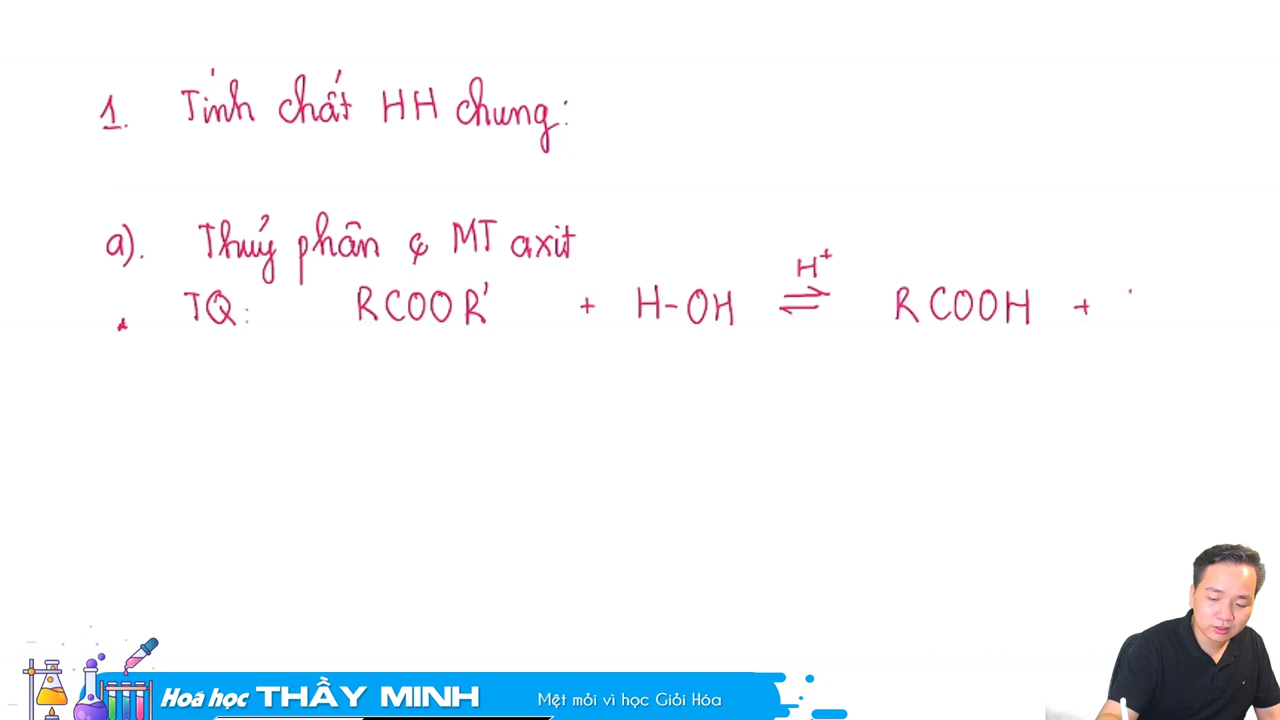 1. Tính chất HH chung:
a). Thuỷ phân ¢ MT axit
TQ: RCOOR' + H-OH ⇌ H⁺ RCOOH +
Hoá học THẦY MINH Mệt mỏi vì học Giỏi Hóa